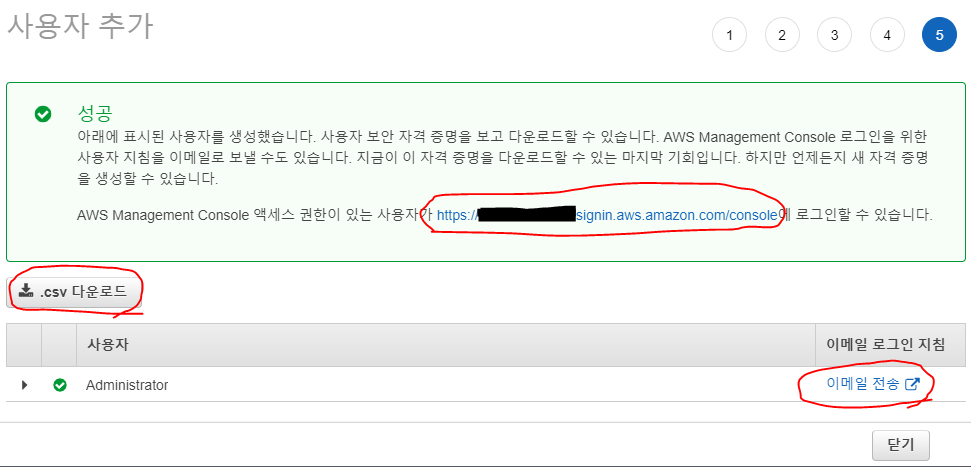 사용자 추가
1 2 3 4 5
성공
아래에 표시된 사용자를 생성했습니다. 사용자 보안 자격 증명을 보고 다운로드할 수 있습니다. AWS Management Console 로그인을 위한
사용자 지침을 이메일로 보낼 수도 있습니다. 지금이 이 자격 증명을 다운로드할 수 있는 마지막 기회입니다. 하지만 언제든지 새 자격 증명
을 생성할 수 있습니다.
AWS Management Console 액세스 권한이 있는 사용자가 https://signin.aws.amazon.com/console에 로그인할 수 있습니다.
.csv 다운로드
사용자 이메일 로그인 지침
Administrator 이메일 전송
닫기